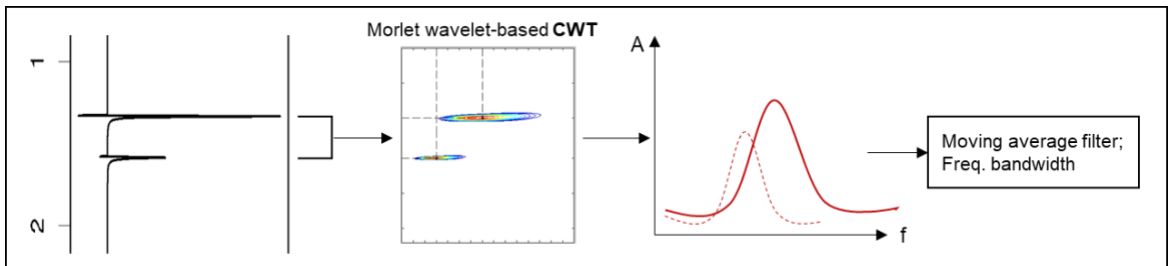 1
2
Morlet wavelet-based CWT
A
f
Moving average filter;
Freq. bandwidth